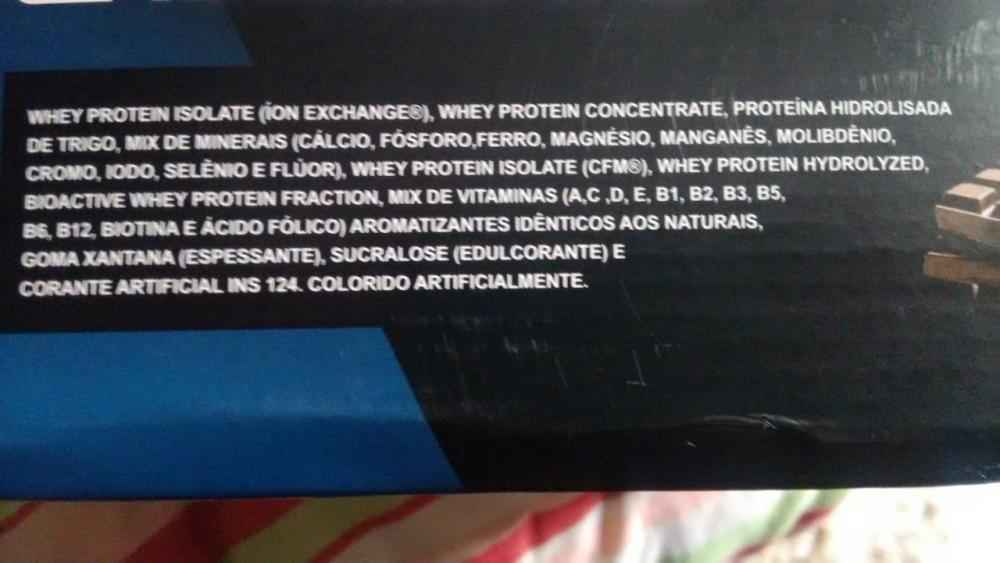 WHEY PROTEIN ISOLATE (ÍON EXCHANGE®), WHEY PROTEIN CONCENTRATE, PROTEÍNA HIDROLISADA
DE TRIGO, MIX DE MINERAIS (CÁLCIO, FÓSFORO,FERRO, MAGNÉSIO, MANGANÊS, MOLIBDÊNIO,
CROMO, IODO, SELÊNIO E FLÚOR), WHEY PROTEIN ISOLATE (CFM®), WHEY PROTEIN HYDROLYZED,
BIOACTIVE WHEY PROTEIN FRACTION, MIX DE VITAMINAS (A,C ,D, E, B1, B2, B3, B5,
B6, B12, BIOTINA E ÁCIDO FÓLICO) AROMATIZANTES IDÊNTICOS AOS NATURAIS,
GOMA XANTANA (ESPESSANTE), SUCRALOSE (EDULCORANTE) E
CORANTE ARTIFICIAL INS 124. COLORIDO ARTIFICIALMENTE.